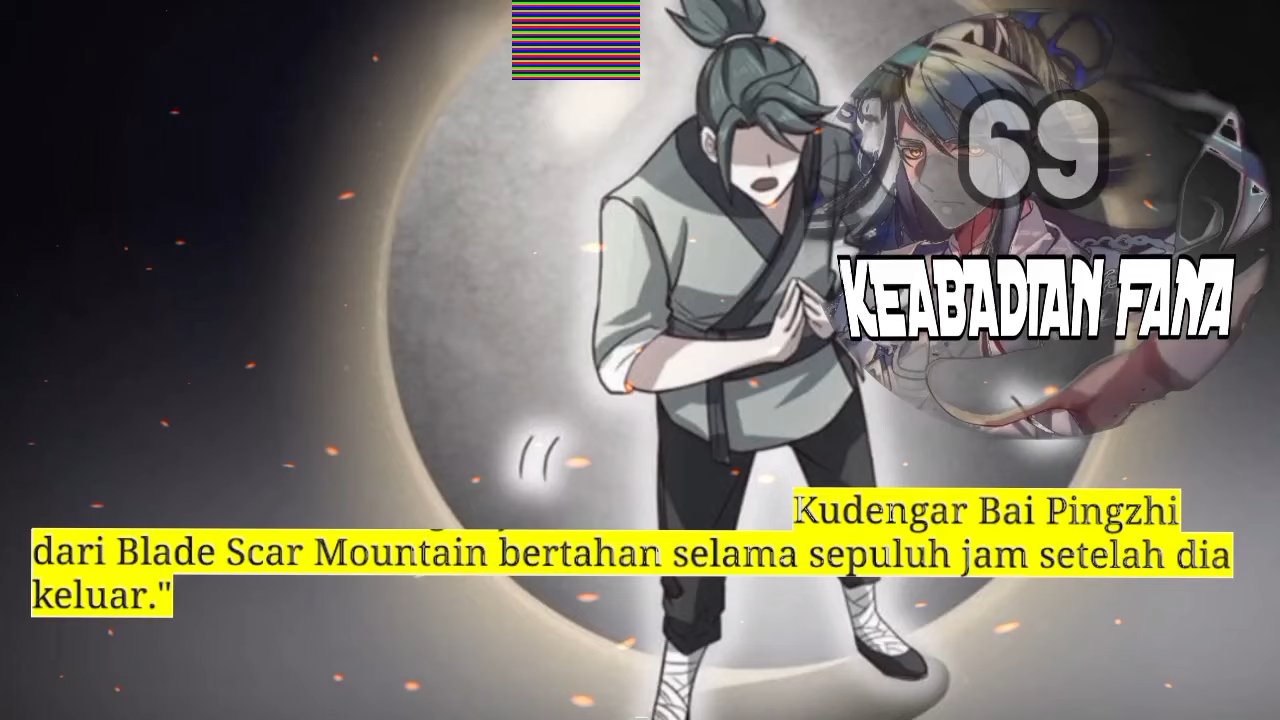 69
KEABADIAN FANA
Kudengar Bai Pingzhi
dari Blade Scar Mountain bertahan selama sepuluh jam setelah dia
keluar."